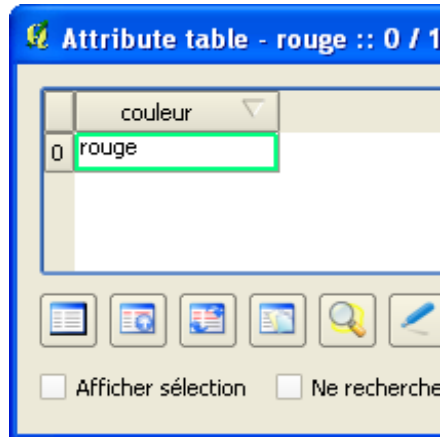 Attribute table - rouge :: 0 / 1
couleur
0 rouge
Afficher sélection Ne recherche